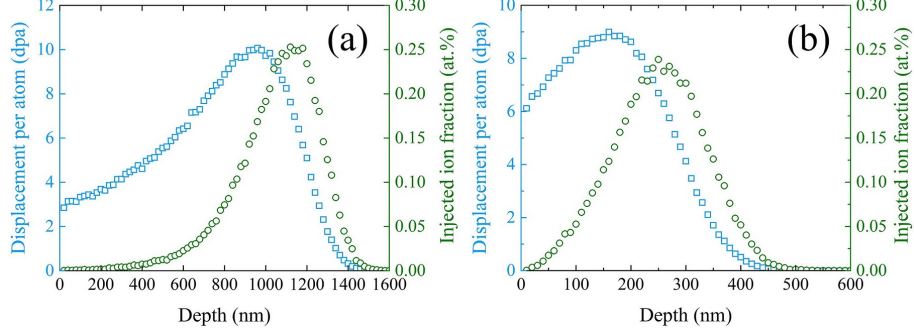 (a)
Displacement per atom (dpa)
12
10
8
6
4
2
0
0 200 400 600 800 1000 1200 1400 1600
Depth (nm)
0.30
0.25
0.20
0.15
0.10
0.05
0.00
Injected ion fraction (at.%)
(b)
Displacement per atom (dpa)
10
8
6
4
2
0
0 100 200 300 400 500 600
Depth (nm)
0.30
0.25
0.20
0.15
0.10
0.05
0.00
Injected ion fraction (at.%)